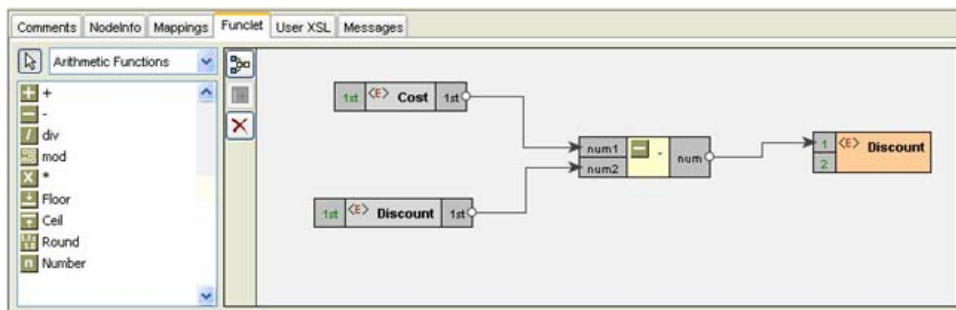 Comments NodeInfo Mappings Funclet User XSL Messages
Arithmetic Functions
+ +
- -
/ div
mod
X *
Floor
Ceil
Round
n Number
1st <E> Cost 1st
1st <E> Discount 1st
num1 - num
num2
1 <E> Discount
2